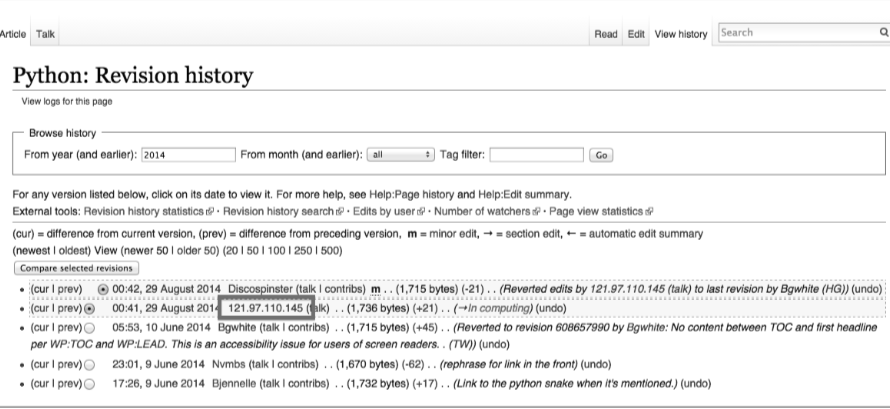 Article Talk Read Edit View history Search
Python: Revision history
View logs for this page
Browse history
From year (and earlier): 2014 From month (and earlier): all Tag filter: Go
For any version listed below, click on its date to view it. For more help, see Help:Page history and Help:Edit summary.
External tools: Revision history statistics · Revision history search · Edits by user · Number of watchers · Page view statistics
(cur) = difference from current version, (prev) = difference from preceding version, m = minor edit, → = section edit, ← = automatic edit summary
(newest | oldest) View (newer 50 | older 50) (20 | 50 | 100 | 250 | 500)
Compare selected revisions
(cur | prev) 00:42, 29 August 2014 Discospinster (talk | contribs) m . . (1,715 bytes) (-21) . . (Reverted edits by 121.97.110.145 (talk) to last revision by Bgwhite (HG)) (undo)
(cur | prev) 00:41, 29 August 2014 121.97.110.145 (talk) . . (1,736 bytes) (+21) . . (→In computing) (undo)
(cur | prev) 05:53, 10 June 2014 Bgwhite (talk | contribs) . . (1,715 bytes) (+45) . . (Reverted to revision 608657990 by Bgwhite: No content between TOC and first headline
per WP:TOC and WP:LEAD. This is an accessibility issue for users of screen readers. . (TW)) (undo)
(cur | prev) 23:01, 9 June 2014 Nvmbs (talk | contribs) . . (1,670 bytes) (-62) . . (rephrase for link in the front) (undo)
(cur | prev) 17:26, 9 June 2014 Bjennelle (talk | contribs) . . (1,732 bytes) (+17) . . (Link to the python snake when it's mentioned.) (undo)